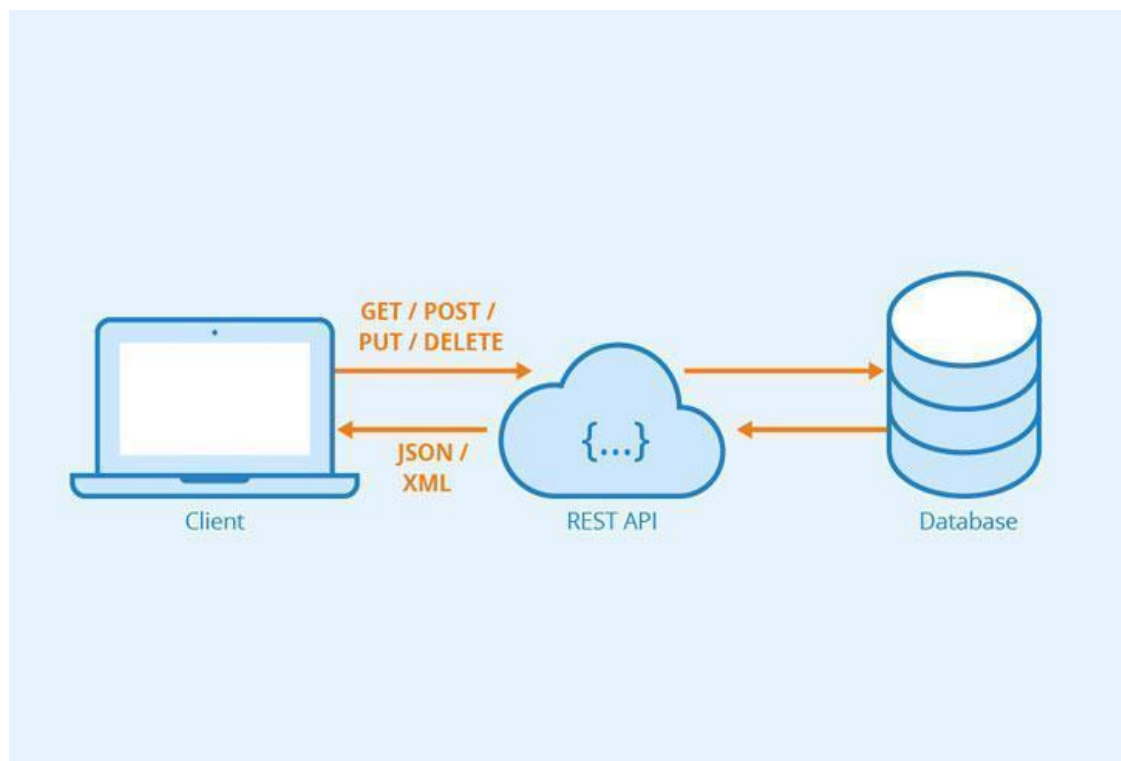 GET / POST /
PUT / DELETE
{...}
JSON /
XML
Client
REST API
Database